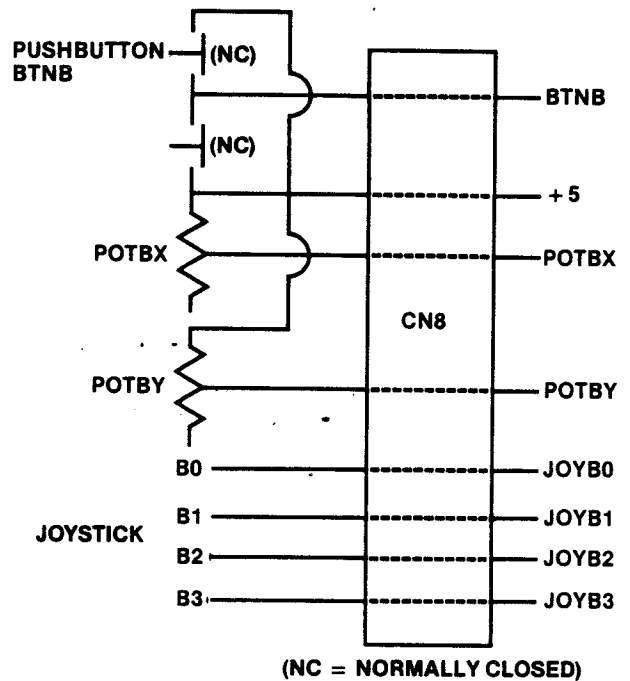 PUSHBUTTON (NC)
BTNB
BTNB
(NC)
+5
POTBX POTBX
CN8
POTBY POTBY
B0 JOYB0
B1 JOYB1
JOYSTICK
B2 JOYB2
B3 JOYB3
(NC = NORMALLY CLOSED)